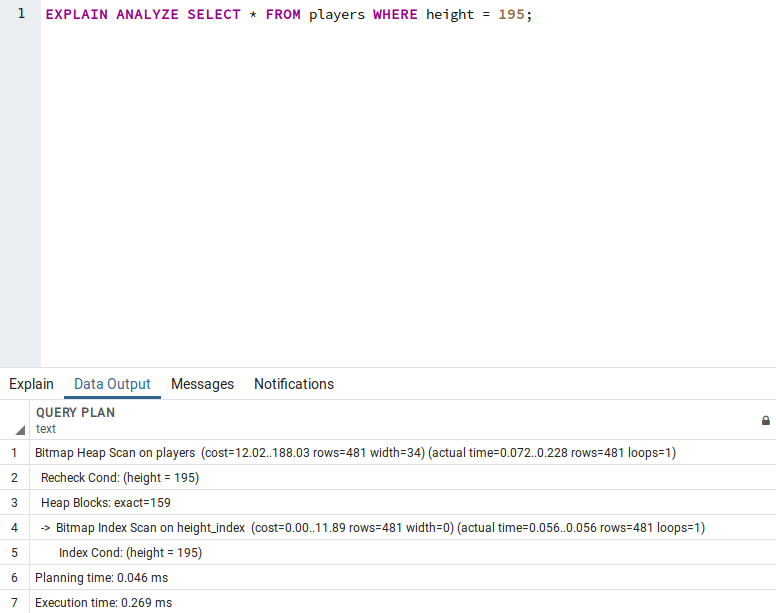 1 EXPLAIN ANALYZE SELECT * FROM players WHERE height = 195;
Explain Data Output Messages Notifications
QUERY PLAN
text
1 Bitmap Heap Scan on players (cost=12.02..188.03 rows=481 width=34) (actual time=0.072..0.228 rows=481 loops=1)
2 Recheck Cond: (height = 195)
3 Heap Blocks: exact=159
4 -> Bitmap Index Scan on height_index (cost=0.00..11.89 rows=481 width=0) (actual time=0.056..0.056 rows=481 loops=1)
5 Index Cond: (height = 195)
6 Planning time: 0.046 ms
7 Execution time: 0.269 ms